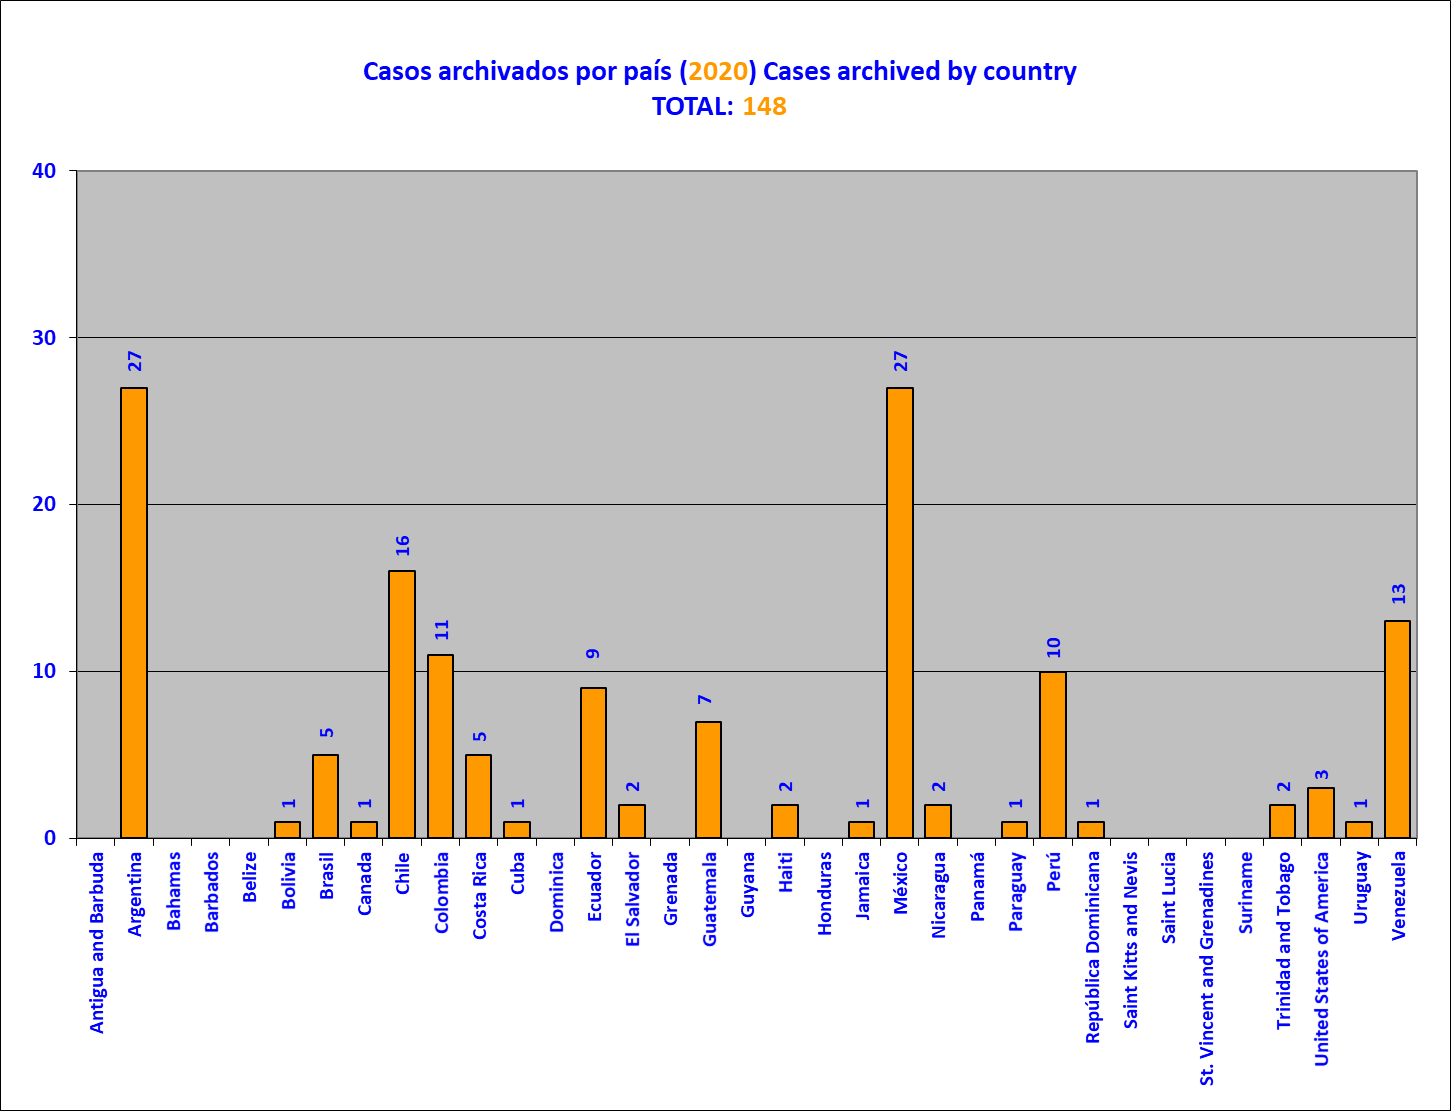 Casos archivados por país (2020) Cases archived by country
TOTAL: 148
40
30
20
10
0
27
1
5
1
16
11
5
1
9
2
7
2
1
27
2
1
10
1
2
3
1
13
Antigua and Barbuda
Argentina
Bahamas
Barbados
Belize
Bolivia
Brasil
Canada
Chile
Colombia
Costa Rica
Cuba
Dominica
Ecuador
El Salvador
Grenada
Guatemala
Guyana
Haiti
Honduras
Jamaica
México
Nicaragua
Panamá
Paraguay
Perú
República Dominicana
Saint Kitts and Nevis
Saint Lucia
St. Vincent and Grenadines
Suriname
Trinidad and Tobago
United States of America
Uruguay
Venezuela